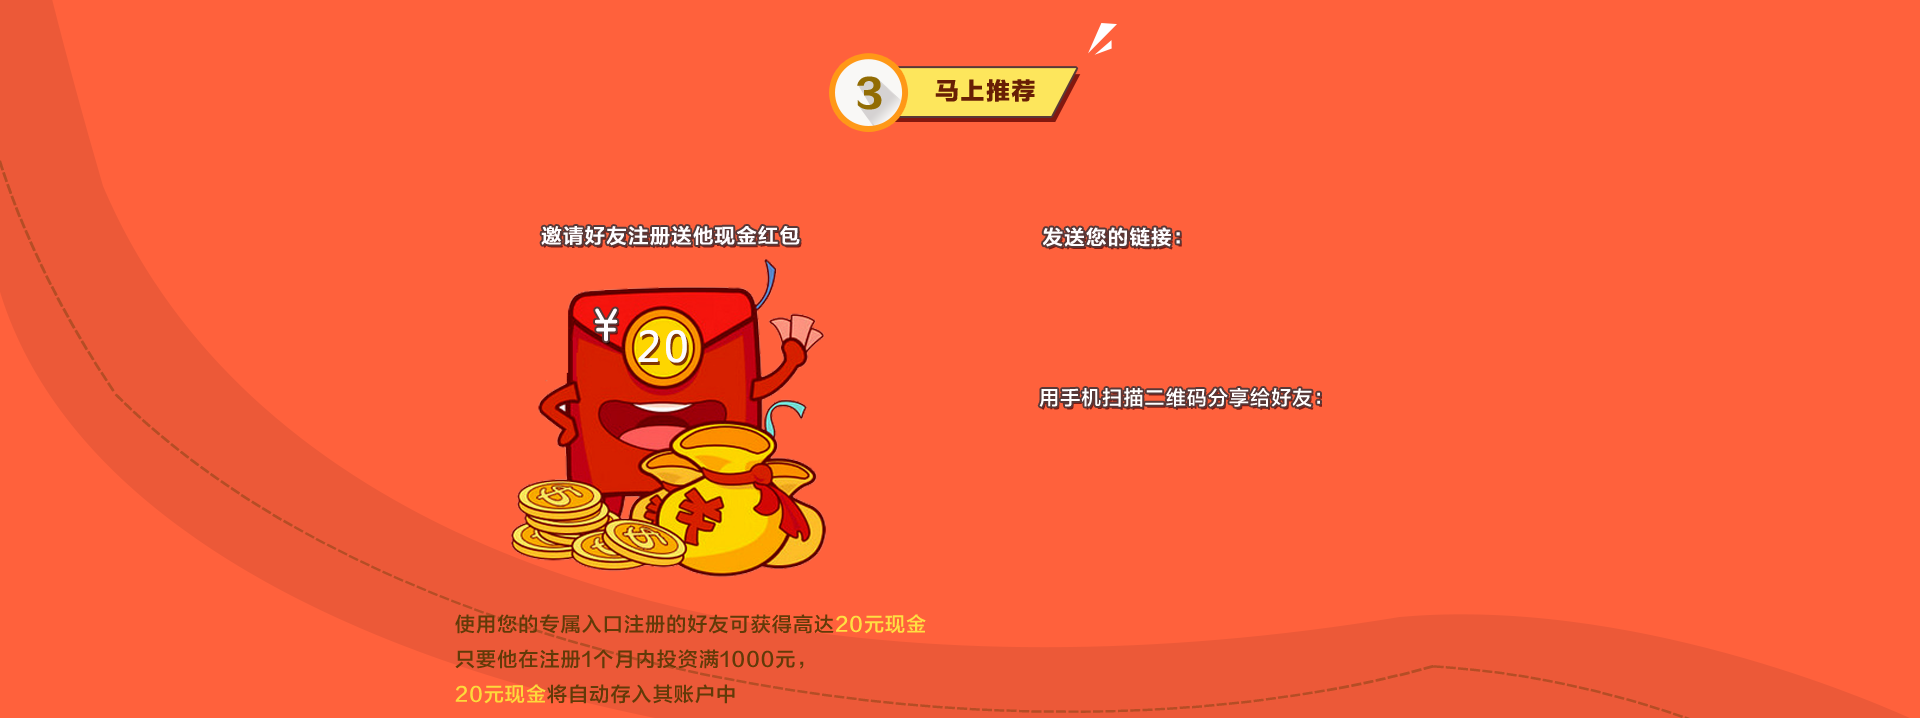 3
马上推荐
邀请好友注册送他现金红包
¥
20
¥
使用您的专属入口注册的好友可获得高达20元现金
只要他在注册1个月内投资满1000元，
20元现金将自动存入其账户中
发送您的链接：
用手机扫描二维码分享给好友：